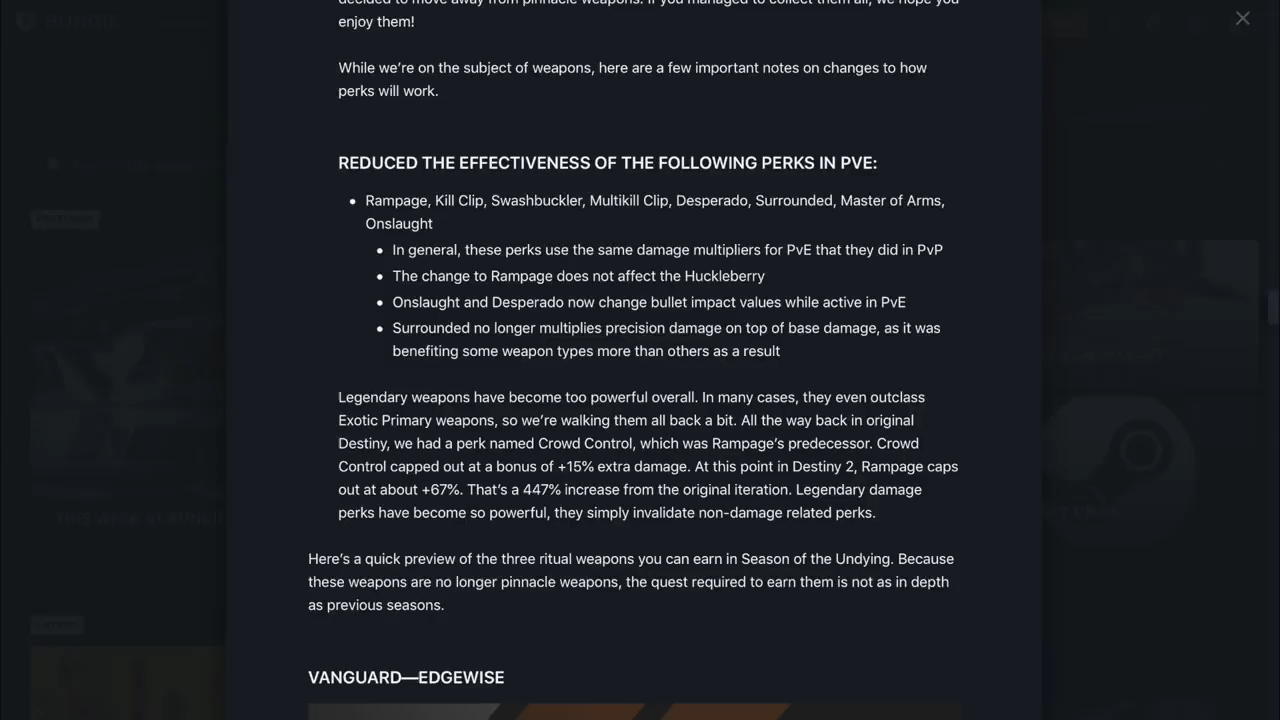 decided to move away from pinnacle weapons. If you managed to collect them all, we hope you
enjoy them!
While we're on the subject of weapons, here are a few important notes on changes to how
perks will work.
REDUCED THE EFFECTIVENESS OF THE FOLLOWING PERKS IN PVE:
• Rampage, Kill Clip, Swashbuckler, Multikill Clip, Desperado, Surrounded, Master of Arms,
Onslaught
• In general, these perks use the same damage multipliers for PvE that they did in PvP
• The change to Rampage does not affect the Huckleberry
• Onslaught and Desperado now change bullet impact values while active in PvE
• Surrounded no longer multiplies precision damage on top of base damage, as it was
benefiting some weapon types more than others as a result
Legendary weapons have become too powerful overall. In many cases, they even outclass
Exotic Primary weapons, so we're walking them all back a bit. All the way back in original
Destiny, we had a perk named Crowd Control, which was Rampage's predecessor. Crowd
Control capped out at a bonus of +15% extra damage. At this point in Destiny 2, Rampage caps
out at about +67%. That's a 447% increase from the original iteration. Legendary damage
perks have become so powerful, they simply invalidate non-damage related perks.
Here's a quick preview of the three ritual weapons you can earn in Season of the Undying. Because
these weapons are no longer pinnacle weapons, the quest required to earn them is not as in depth
as previous seasons.
VANGUARD—EDGEWISE